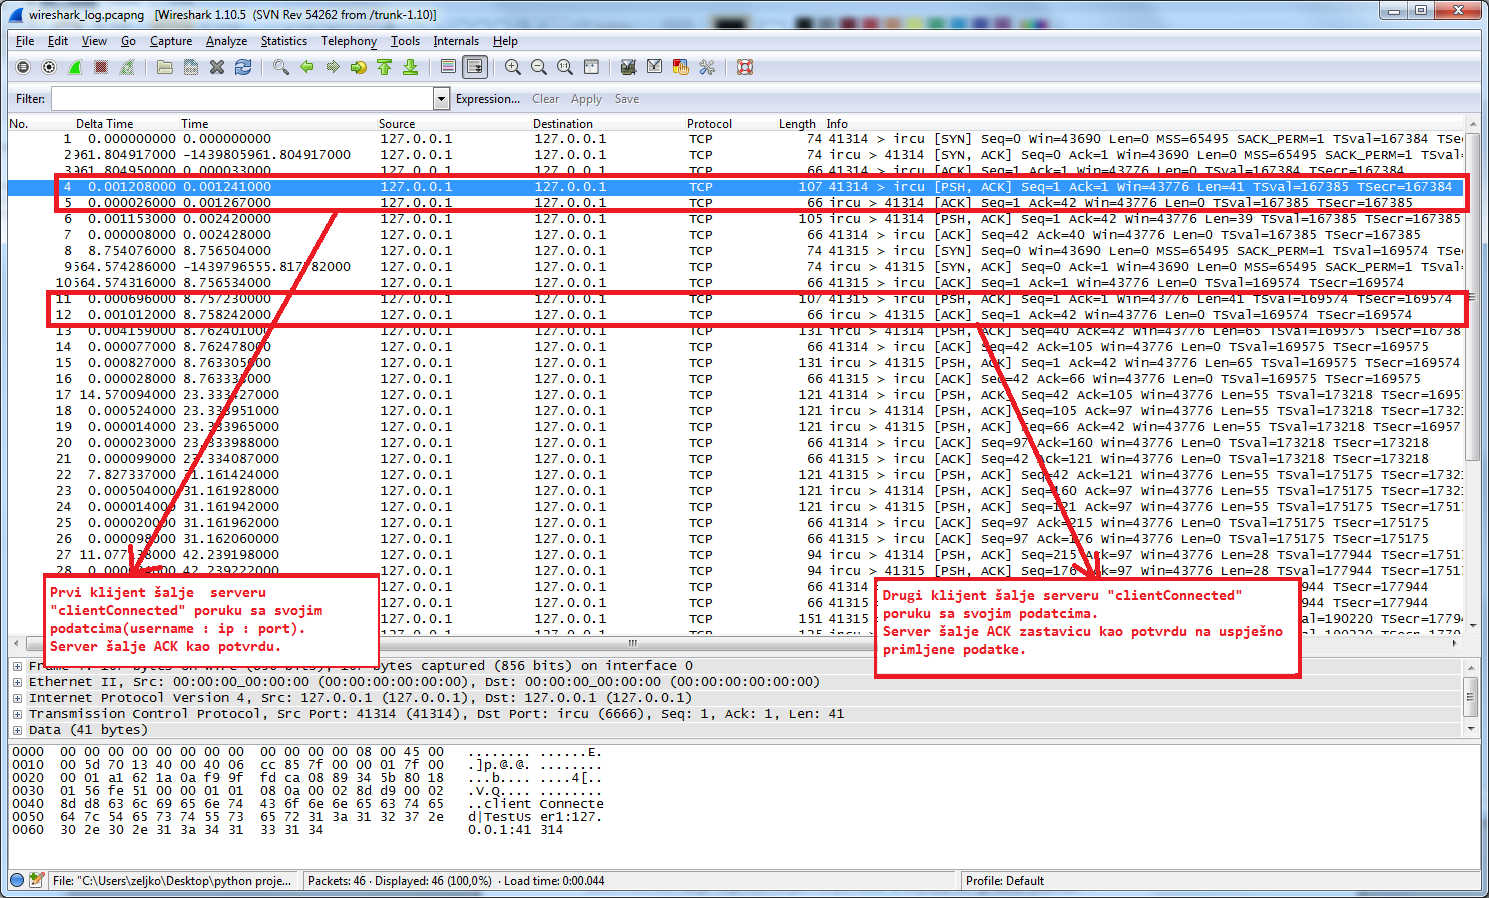 wireshark_log.pcapng [Wireshark 1.10.5 (SVN Rev 54262 from /trunk-1.10)]
File Edit View Go Capture Analyze Statistics Telephony Tools Internals Help
Filter: Expression... Clear Apply Save
No. Delta Time Time Source Destination Protocol Length Info
1 0.000000000 0.000000000 127.0.0.1 127.0.0.1 TCP 74 41314 > ircu [SYN] Seq=0 Win=43690 Len=0 MSS=65495 SACK_PERM=1 TSval=167384 TSe
2 961.804917000 -1439805961.804917000 127.0.0.1 127.0.0.1 TCP 74 ircu > 41314 [SYN, ACK] Seq=0 Ack=1 Win=43690 Len=0 MSS=65495 SACK_PERM=1 TSval
3 961.804950000 0.000033000 127.0.0.1 127.0.0.1 TCP 66 41314 > ircu [ACK] Seq=1 Ack=1 Win=43776 Len=0 TSval=167384 TSecr=167384
4 0.001208000 0.001241000 127.0.0.1 127.0.0.1 TCP 107 41314 > ircu [PSH, ACK] Seq=1 Ack=1 Win=43776 Len=41 TSval=167385 TSecr=167384
5 0.000026000 0.001267000 127.0.0.1 127.0.0.1 TCP 66 ircu > 41314 [ACK] Seq=1 Ack=42 Win=43776 Len=0 TSval=167385 TSecr=167385
6 0.001153000 0.002420000 127.0.0.1 127.0.0.1 TCP 105 ircu > 41314 [PSH, ACK] Seq=1 Ack=42 Win=43776 Len=39 TSval=167385 TSecr=167385
7 0.000008000 0.002428000 127.0.0.1 127.0.0.1 TCP 66 41314 > ircu [ACK] Seq=42 Ack=40 Win=43776 Len=0 TSval=167385 TSecr=167385
8 8.754076000 8.756504000 127.0.0.1 127.0.0.1 TCP 74 41315 > ircu [SYN] Seq=0 Win=43690 Len=0 MSS=65495 SACK_PERM=1 TSval=169574 TSe
9 564.574286000 -1439796555.817782000 127.0.0.1 127.0.0.1 TCP 74 ircu > 41315 [SYN, ACK] Seq=0 Ack=1 Win=43690 Len=0 MSS=65495 SACK_PERM=1 TSval
10 564.574316000 8.756534000 127.0.0.1 127.0.0.1 TCP 66 41315 > ircu [ACK] Seq=1 Ack=1 Win=43776 Len=0 TSval=169574 TSecr=169574
11 0.000696000 8.757230000 127.0.0.1 127.0.0.1 TCP 107 41315 > ircu [PSH, ACK] Seq=1 Ack=1 Win=43776 Len=41 TSval=169574 TSecr=169574
12 0.001012000 8.758242000 127.0.0.1 127.0.0.1 TCP 66 ircu > 41315 [ACK] Seq=1 Ack=42 Win=43776 Len=0 TSval=169574 TSecr=169574
13 0.004159000 8.762401000 127.0.0.1 127.0.0.1 TCP 131 ircu > 41314 [PSH, ACK] Seq=40 Ack=42 Win=43776 Len=65 TSval=169575 TSecr=16738
14 0.000077000 8.762478000 127.0.0.1 127.0.0.1 TCP 66 41314 > ircu [ACK] Seq=42 Ack=105 Win=43776 Len=0 TSval=169575 TSecr=169575
15 0.000827000 8.763305000 127.0.0.1 127.0.0.1 TCP 131 ircu > 41315 [PSH, ACK] Seq=1 Ack=42 Win=43776 Len=65 TSval=169575 TSecr=169574
16 0.000028000 8.763333000 127.0.0.1 127.0.0.1 TCP 66 41315 > ircu [ACK] Seq=42 Ack=66 Win=43776 Len=0 TSval=169575 TSecr=169575
17 14.570094000 23.333427000 127.0.0.1 127.0.0.1 TCP 121 41314 > ircu [PSH, ACK] Seq=42 Ack=105 Win=43776 Len=55 TSval=173218 TSecr=1695
18 0.000524000 23.333951000 127.0.0.1 127.0.0.1 TCP 121 ircu > 41314 [PSH, ACK] Seq=105 Ack=97 Win=43776 Len=55 TSval=173218 TSecr=1732
19 0.000014000 23.333965000 127.0.0.1 127.0.0.1 TCP 121 ircu > 41315 [PSH, ACK] Seq=66 Ack=42 Win=43776 Len=55 TSval=173218 TSecr=16957
20 0.000023000 23.333988000 127.0.0.1 127.0.0.1 TCP 66 41314 > ircu [ACK] Seq=97 Ack=160 Win=43776 Len=0 TSval=173218 TSecr=173218
21 0.000099000 23.334087000 127.0.0.1 127.0.0.1 TCP 66 41315 > ircu [ACK] Seq=42 Ack=121 Win=43776 Len=0 TSval=173218 TSecr=173218
22 7.827337000 31.161424000 127.0.0.1 127.0.0.1 TCP 121 41315 > ircu [PSH, ACK] Seq=42 Ack=121 Win=43776 Len=55 TSval=175175 TSecr=1732
23 0.000504000 31.161928000 127.0.0.1 127.0.0.1 TCP 121 ircu > 41314 [PSH, ACK] Seq=160 Ack=97 Win=43776 Len=55 TSval=175175 TSecr=1732
24 0.000014000 31.161942000 127.0.0.1 127.0.0.1 TCP 121 ircu > 41315 [PSH, ACK] Seq=121 Ack=97 Win=43776 Len=55 TSval=175175 TSecr=1751
25 0.000020000 31.161962000 127.0.0.1 127.0.0.1 TCP 66 41314 > ircu [ACK] Seq=97 Ack=215 Win=43776 Len=0 TSval=175175 TSecr=175175
26 0.000098000 31.162060000 127.0.0.1 127.0.0.1 TCP 66 41315 > ircu [ACK] Seq=97 Ack=176 Win=43776 Len=0 TSval=175175 TSecr=175175
27 42.239198000 127.0.0.1 127.0.0.1 TCP 94 ircu > 41314 [PSH, ACK] Seq=215 Ack=97 Win=43776 Len=28 TSval=177944 TSecr=1751
28 42.239222000 127.0.0.1 127.0.0.1 TCP 94 ircu > 41315 [PSH, ACK] Seq=176 Ack=97 Win=43776 Len=28 TSval=177944 TSecr=1751
127.0.0.1 127.0.0.1 TCP 66 4131 944 TSecr=177944
127.0.0.1 127.0.0.1 TCP 66 4131 944 TSecr=177944
127.0.0.1 127.0.0.1 TCP 151 4131 =190220 TSecr=1779
Prvi klijent šalje serveru
"clientConnected" poruku sa svojim
podatcima(username : ip : port).
Server šalje ACK kao potvrdu.
Drugi klijent šalje serveru "clientConnected"
poruku sa svojim podatcima.
Server šalje ACK zastavicu kao potvrdu na uspješno
primljene podatke.
Frame 4: 107 bytes on wire (856 bits), 107 bytes captured (856 bits) on interface 0
Ethernet II, Src: 00:00:00_00:00:00 (00:00:00:00:00:00), Dst: 00:00:00_00:00:00 (00:00:00:00:00:00)
Internet Protocol Version 4, Src: 127.0.0.1 (127.0.0.1), Dst: 127.0.0.1 (127.0.0.1)
Transmission Control Protocol, Src Port: 41314 (41314), Dst Port: ircu (6666), Seq: 1, Ack: 1, Len: 41
Data (41 bytes)
0000 00 00 00 00 00 00 00 00 00 00 00 00 08 00 45 00 ........ ......E.
0010 00 5d 70 13 40 00 40 06 cc 85 7f 00 00 01 7f 00 .]p.@.@. ........
0020 00 01 a1 62 1a 0a f9 9f fd ca 08 89 34 5b 80 18 ...b.... ....4[..
0030 01 56 fe 51 00 00 01 01 08 0a 00 02 8d d9 00 02 .V.Q.... ........
0040 8d d8 63 6c 69 65 6e 74 43 6f 6e 6e 65 63 74 65 ..client Connecte
0050 64 7c 54 65 73 74 55 73 65 72 31 3a 31 32 37 2e d|TestUs er1:127.
0060 30 2e 30 2e 31 3a 34 31 33 31 34 0.0.1:41 314
File: "C:\Users\zeljko\Desktop\python proje... Packets: 46 · Displayed: 46 (100,0%) · Load time: 0:00.044 Profile: Default